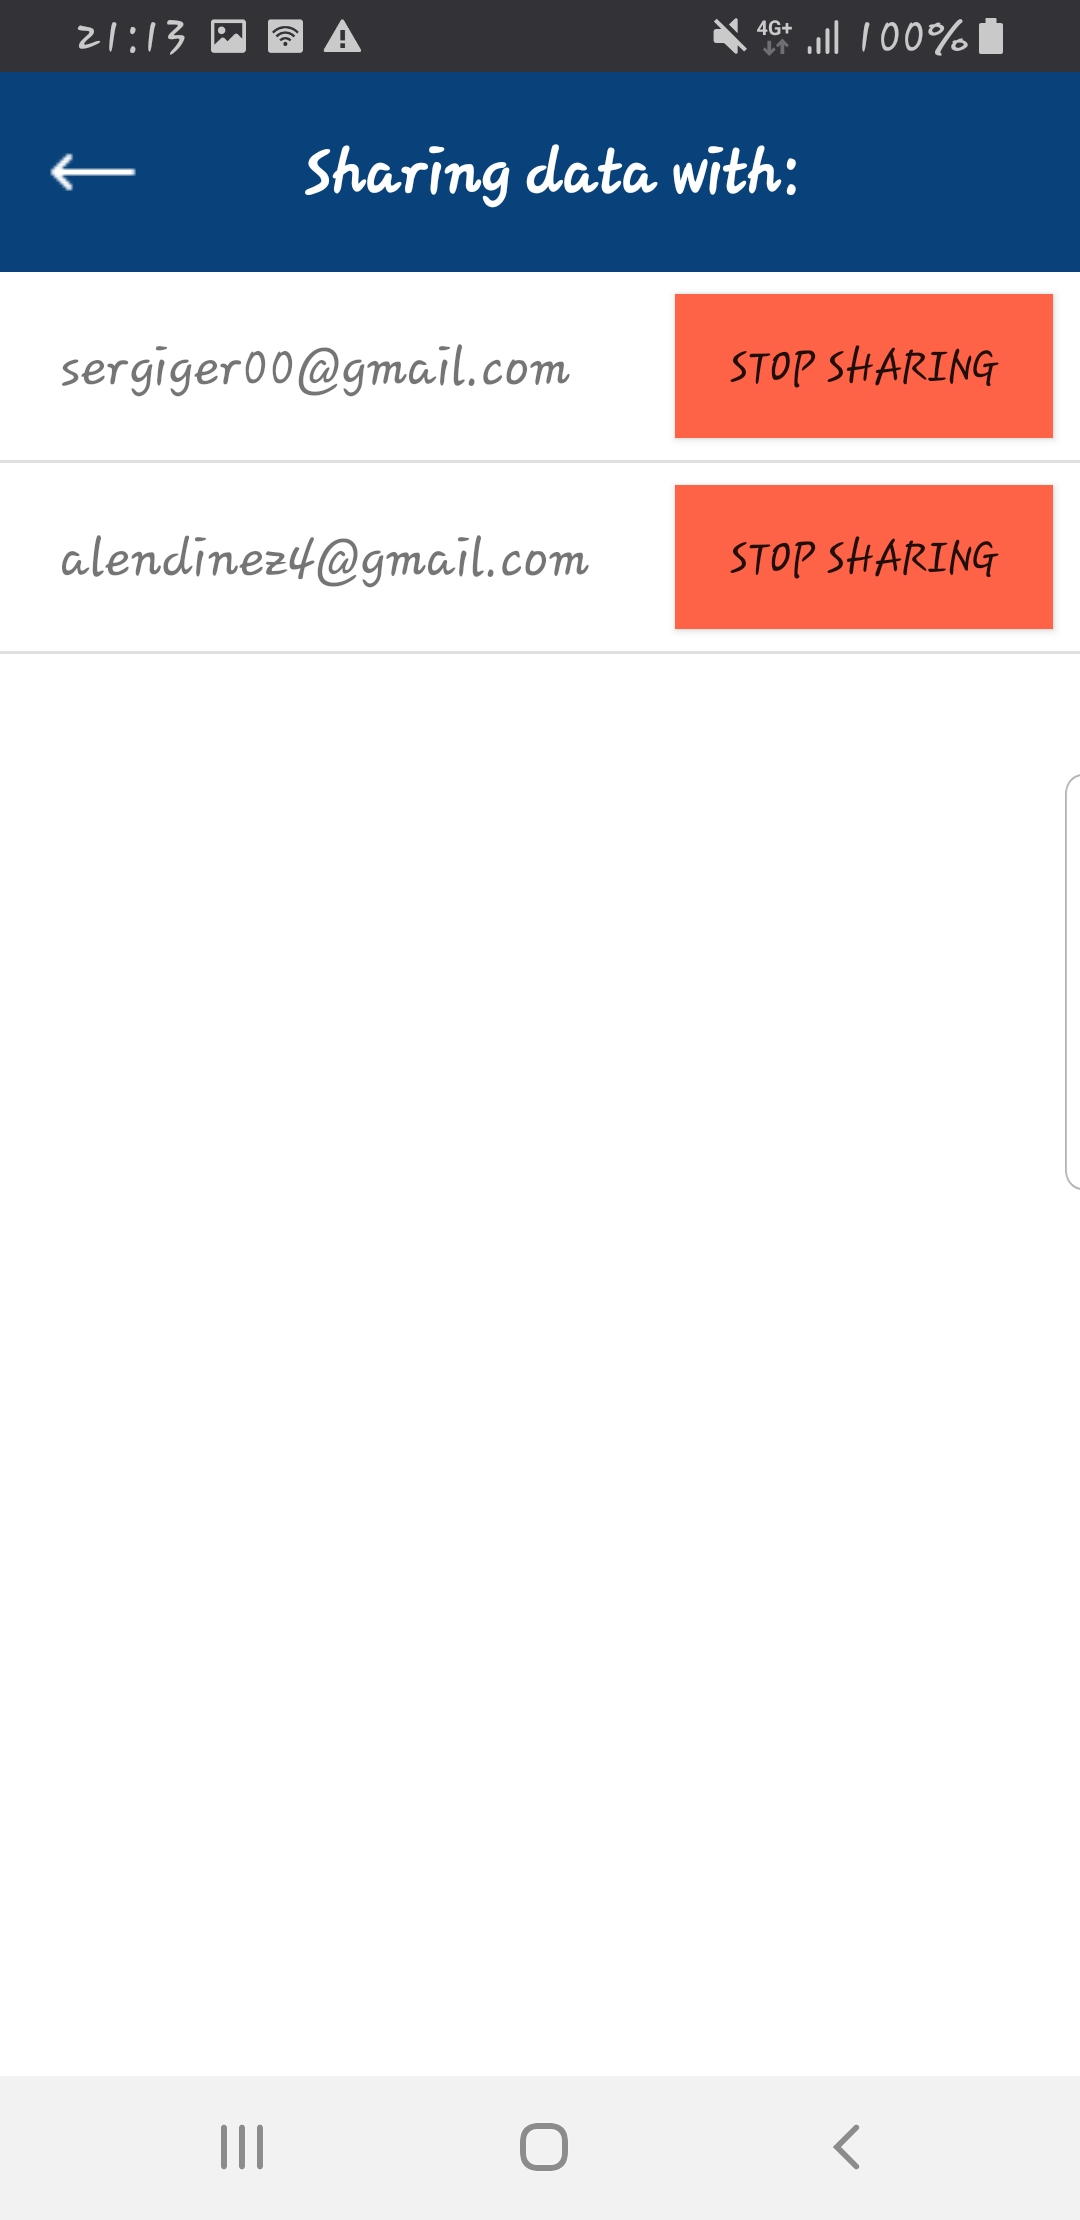 21:13 4G+ 100%
Sharing data with:
sergiger00@gmail.com STOP SHARING
alendinez4@gmail.com STOP SHARING